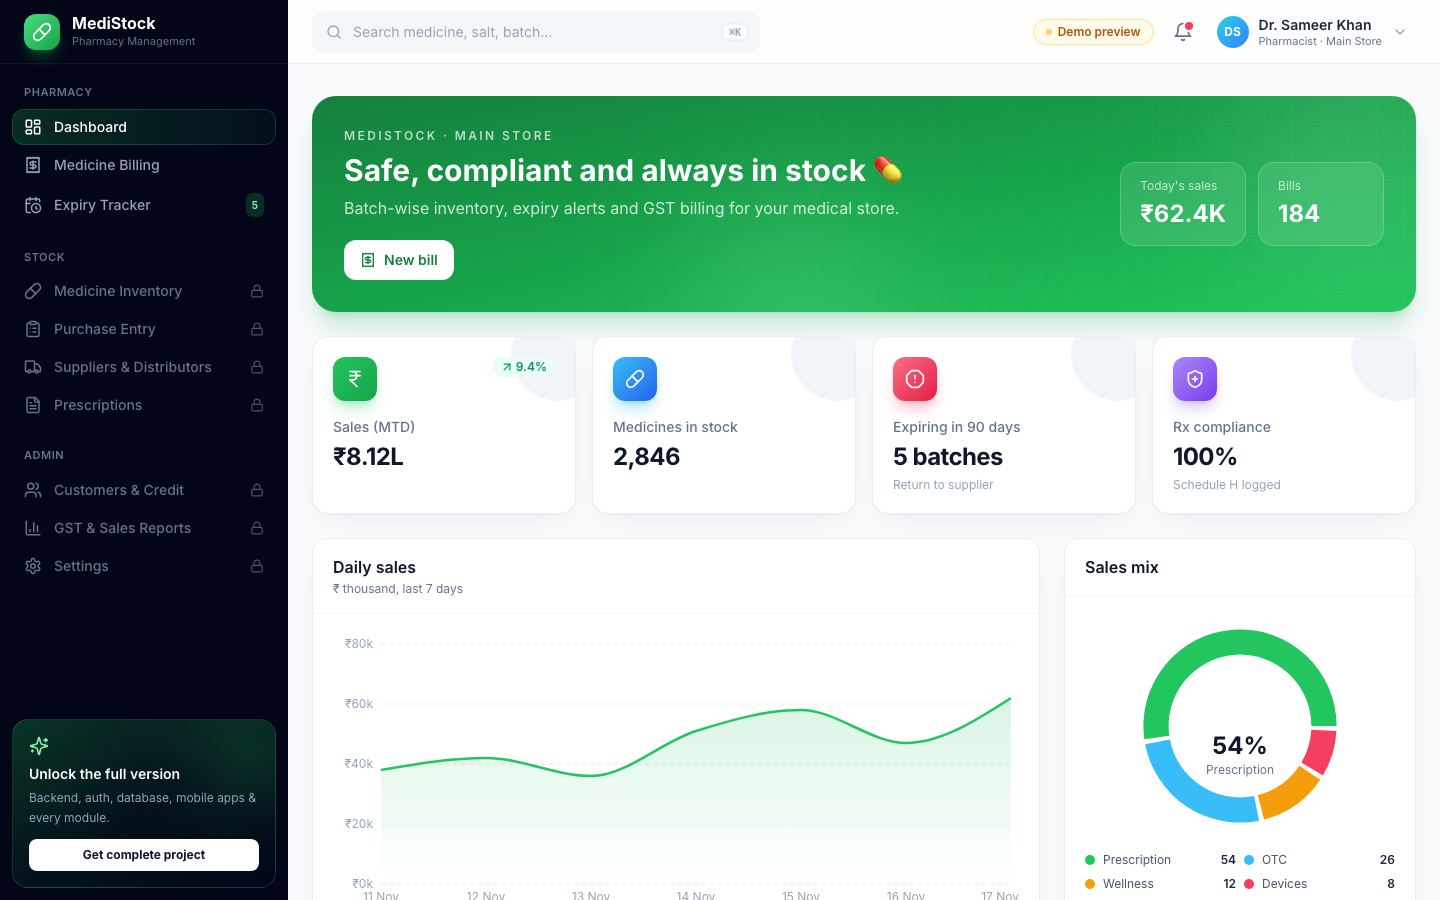 MediStock
Pharmacy Management
PHARMACY
Dashboard
Medicine Billing
Expiry Tracker 5
STOCK
Medicine Inventory
Purchase Entry
Suppliers & Distributors
Prescriptions
ADMIN
Customers & Credit
GST & Sales Reports
Settings
Unlock the full version
Backend, auth, database, mobile apps &
every module.
Get complete project
Search medicine, salt, batch...
⌘K
Demo preview
DS
Dr. Sameer Khan
Pharmacist · Main Store
MEDISTOCK · MAIN STORE
Safe, compliant and always in stock 💊
Batch-wise inventory, expiry alerts and GST billing for your medical store.
New bill
Today's sales
₹62.4K
Bills
184
9.4%
Sales (MTD)
₹8.12L
Medicines in stock
2,846
Expiring in 90 days
5 batches
Return to supplier
Rx compliance
100%
Schedule H logged
Daily sales
₹ thousand, last 7 days
₹80k
₹60k
₹40k
₹20k
₹0k
11 Nov 12 Nov 13 Nov 14 Nov 15 Nov 16 Nov 17 Nov
Sales mix
54%
Prescription
Prescription 54 OTC 26
Wellness 12 Devices 8